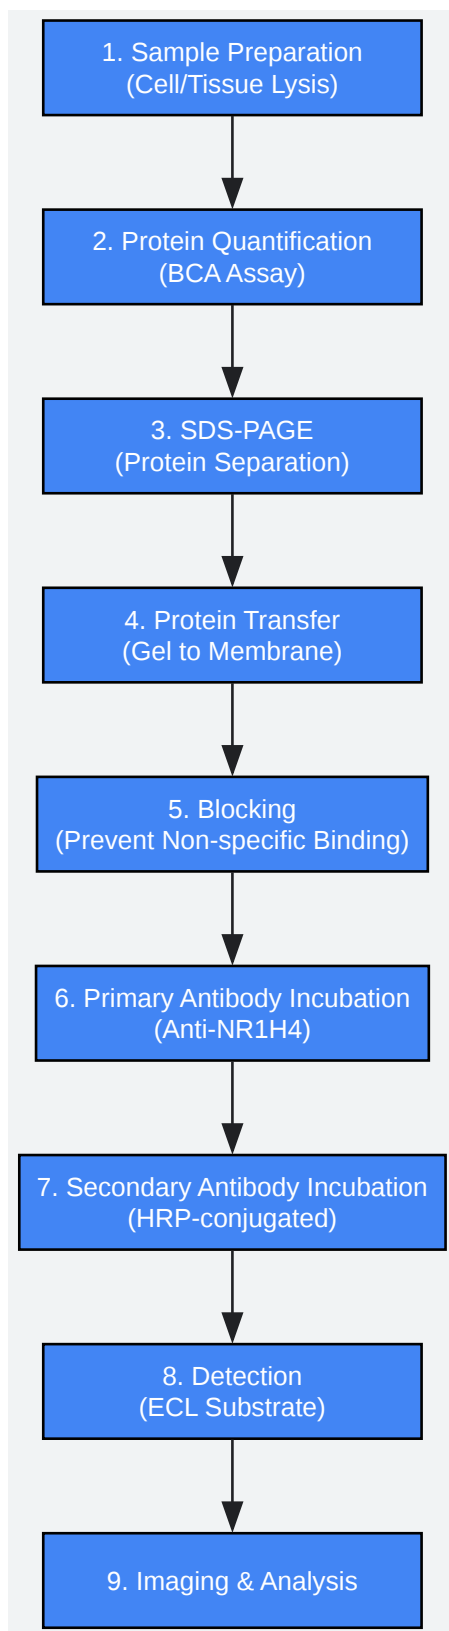 1. Sample Preparation
(Cell/Tissue Lysis)
2. Protein Quantification
(BCA Assay)
3. SDS-PAGE
(Protein Separation)
4. Protein Transfer
(Gel to Membrane)
5. Blocking
(Prevent Non-specific Binding)
6. Primary Antibody Incubation
(Anti-NR1H4)
7. Secondary Antibody Incubation
(HRP-conjugated)
8. Detection
(ECL Substrate)
9. Imaging & Analysis